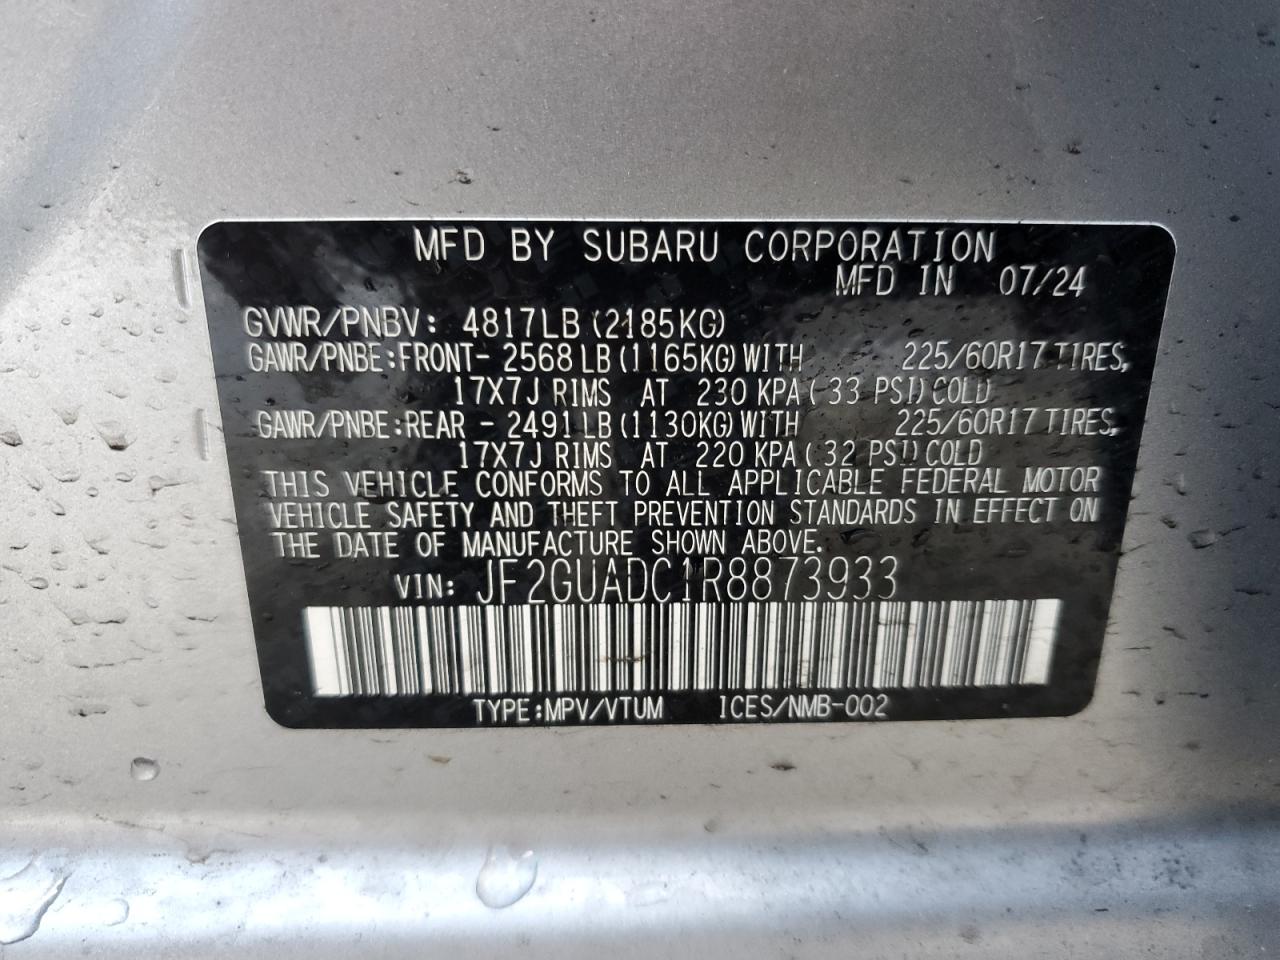 MFD BY SUBARU CORPORATION
MFD IN 07/24
GVWR/PNBV: 4817LB (2185KG)
GAWR/PNBE:FRONT- 2568 LB (1165KG) WITH 225/60R17 TIRES,
17X7J RIMS AT 230 KPA ( 33 PSI) COLD
GAWR/PNBE:REAR - 2491 LB (1130KG) WITH 225/60R17 TIRES,
17X7J RIMS AT 220 KPA ( 32 PSI) COLD
THIS VEHICLE CONFORMS TO ALL APPLICABLE FEDERAL MOTOR
VEHICLE SAFETY AND THEFT PREVENTION STANDARDS IN EFFECT ON
THE DATE OF MANUFACTURE SHOWN ABOVE.
VIN: JF2GUADC1R8873933
TYPE:MPV/VTUM ICES/NMB-002